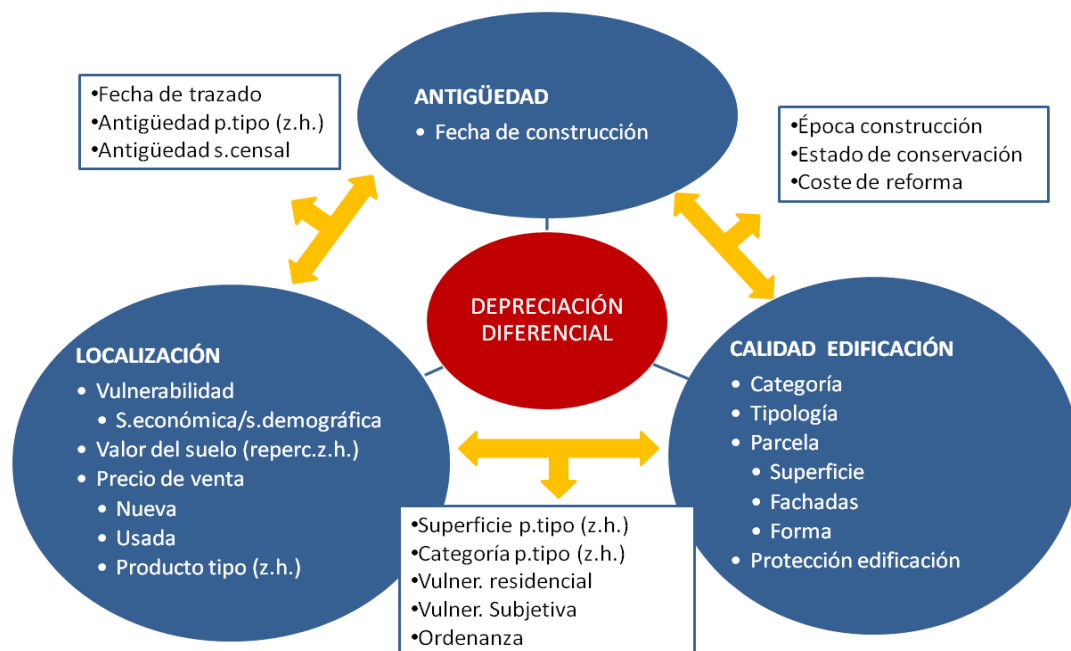 •Fecha de trazado
•Antigüedad p.tipo (z.h.)
•Antigüedad s.censal
ANTIGÜEDAD
• Fecha de construcción
•Época construcción
•Estado de conservación
•Coste de reforma
DEPRECIACIÓN
DIFERENCIAL
LOCALIZACIÓN
• Vulnerabilidad
• S.económica/s.demográfica
• Valor del suelo (reperc.z.h.)
• Precio de venta
• Nueva
• Usada
• Producto tipo (z.h.)
CALIDAD EDIFICACIÓN
• Categoría
• Tipología
• Parcela
• Superficie
• Fachadas
• Forma
• Protección edificación
•Superficie p.tipo (z.h.)
•Categoría p.tipo (z.h.)
•Vulner. residencial
•Vulner. Subjetiva
•Ordenanza